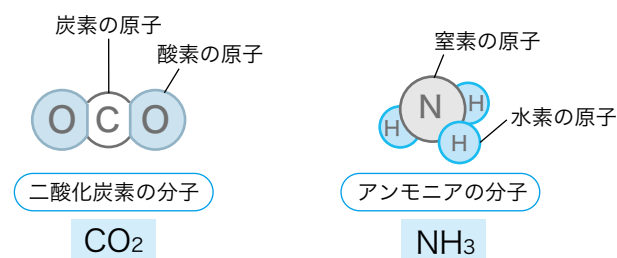 炭素の原子
酸素の原子
O C O
二酸化炭素の分子
CO2
窒素の原子
N
H
H
H
水素の原子
アンモニアの分子
NH3